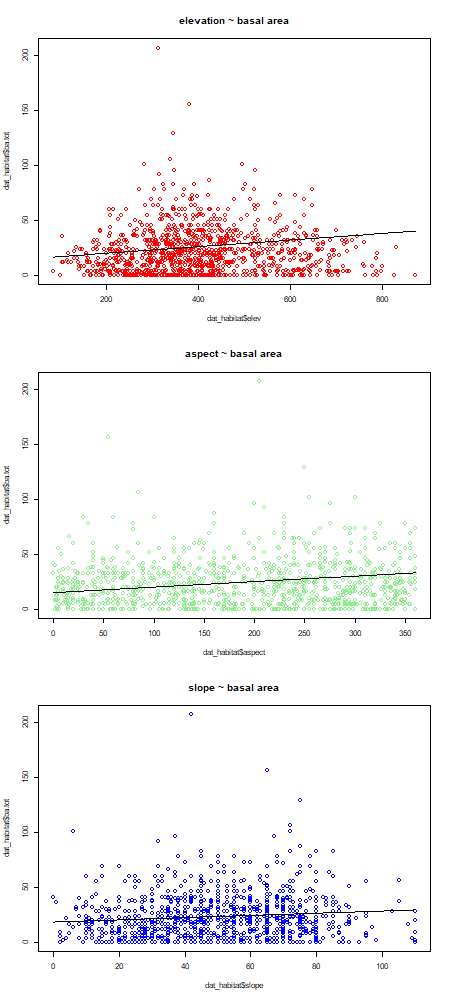 elevation ~ basal area
dat_habitat$ba.tot
0 50 100 150 200
200 400 600 800
dat_habitat$elev
aspect ~ basal area
dat_habitat$ba.tot
0 50 100 150 200
0 50 100 150 200 250 300 350
dat_habitat$aspect
slope ~ basal area
dat_habitat$ba.tot
0 50 100 150 200
0 20 40 60 80 100
dat_habitat$slope